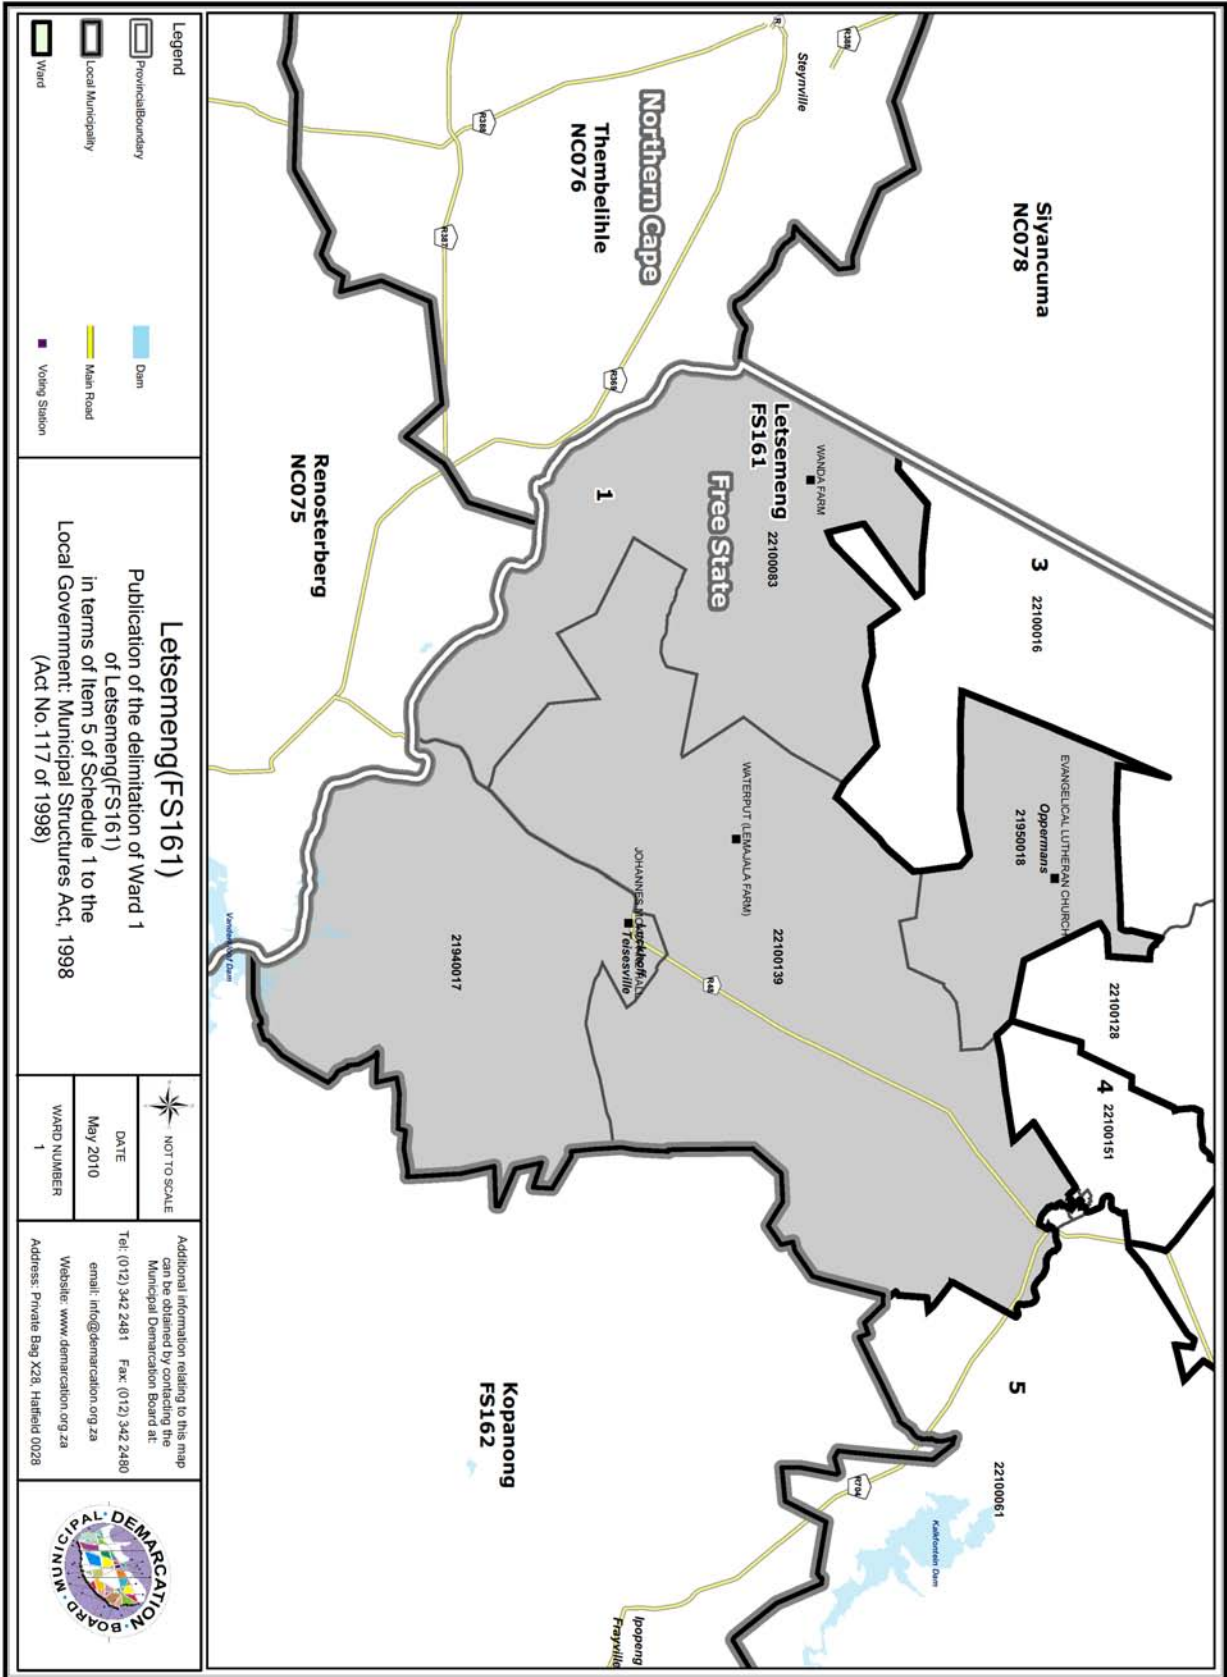 Siyancuma
NC078
R388
R
Steynville
Northern Cape
Thembelihle
NC076
R388
R387
R369
Renosterberg
NC075
Letsemeng
FS161
Free State
WANDA FARM
22100083
1
3
22100016
EVANGELICAL LUTHERAN CHURCH
Oppermans
21950018
WATERPUT (LEMAJALA FARM)
22100139
R48
Teisesville
21940017
Vanderkloof Dam
22100128
4
22100151
5
22100061
Kalkfontein Dam
R704
Kopanong
FS162
Ipopeng
Frayville
Legend
ProvincialBoundary
Local Municipality
Ward
Dam
Main Road
Voting Station
Letsemeng(FS161)
Publication of the delimitation of Ward 1
of Letsemeng(FS161)
in terms of Item 5 of Schedule 1 to the
Local Government: Municipal Structures Act, 1998
(Act No.117 of 1998)
NOT TO SCALE
DATE
May 2010
WARD NUMBER
1
Additional information relating to this map
can be obtained by contacting the
Municipal Demarcation Board at:
Tel: (012) 342 2481 Fax: (012) 342 2480
email: info@demarcation.org.za
Website: www.demarcation.org.za
Address: Private Bag X28, Hatfield 0028
MUNICIPAL DEMARCATION BOARD